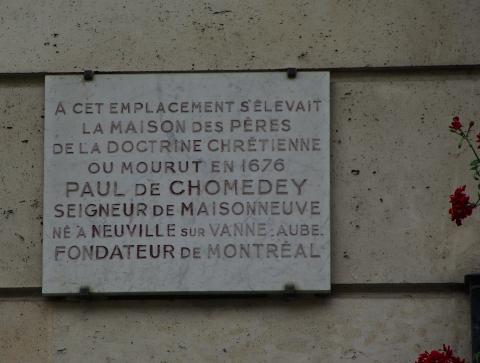 A CET EMPLACEMENT S'ÉLEVAIT
LA MAISON DES PÈRES
DE LA DOCTRINE CHRÉTIENNE
OU MOURUT EN 1676
PAUL DE CHOMEDEY
SEIGNEUR DE MAISONNEUVE
NÉ A NEUVILLE SUR VANNE . AUBE.
FONDATEUR DE MONTRÉAL